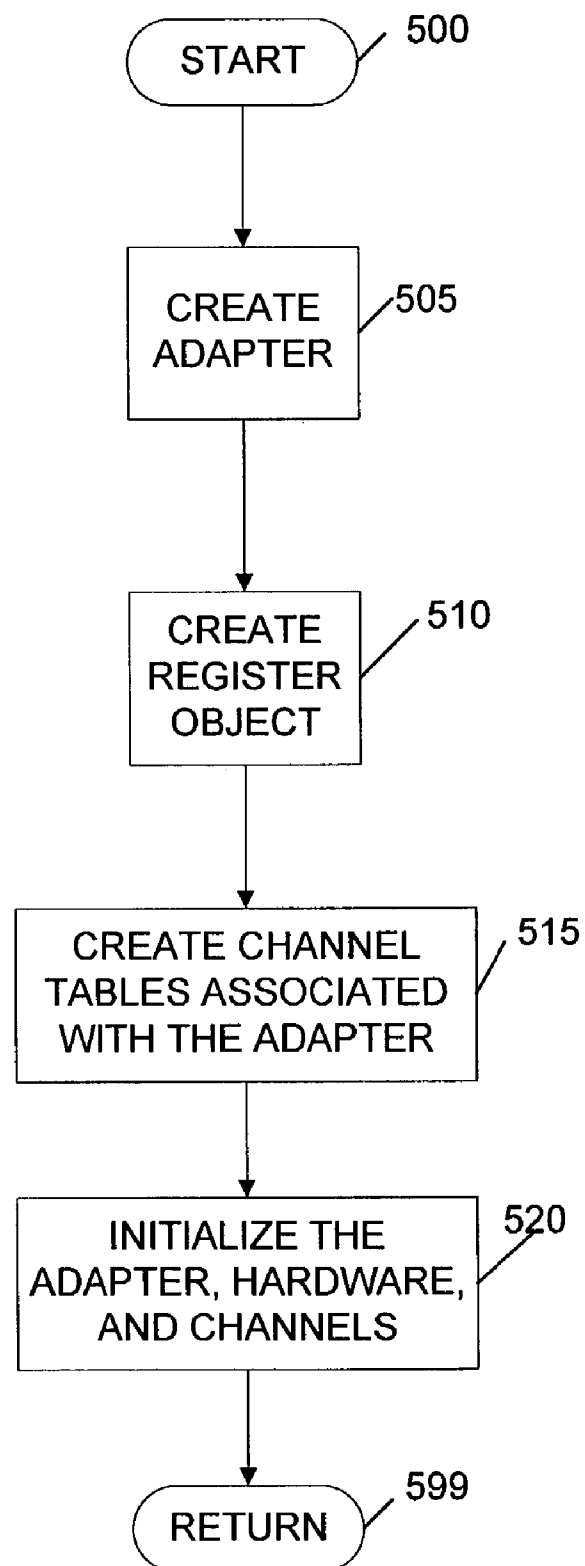 START
500
CREATE
ADAPTER
505
CREATE
REGISTER
OBJECT
510
CREATE CHANNEL
TABLES ASSOCIATED
WITH THE ADAPTER
515
INITIALIZE THE
ADAPTER, HARDWARE,
AND CHANNELS
520
RETURN
599